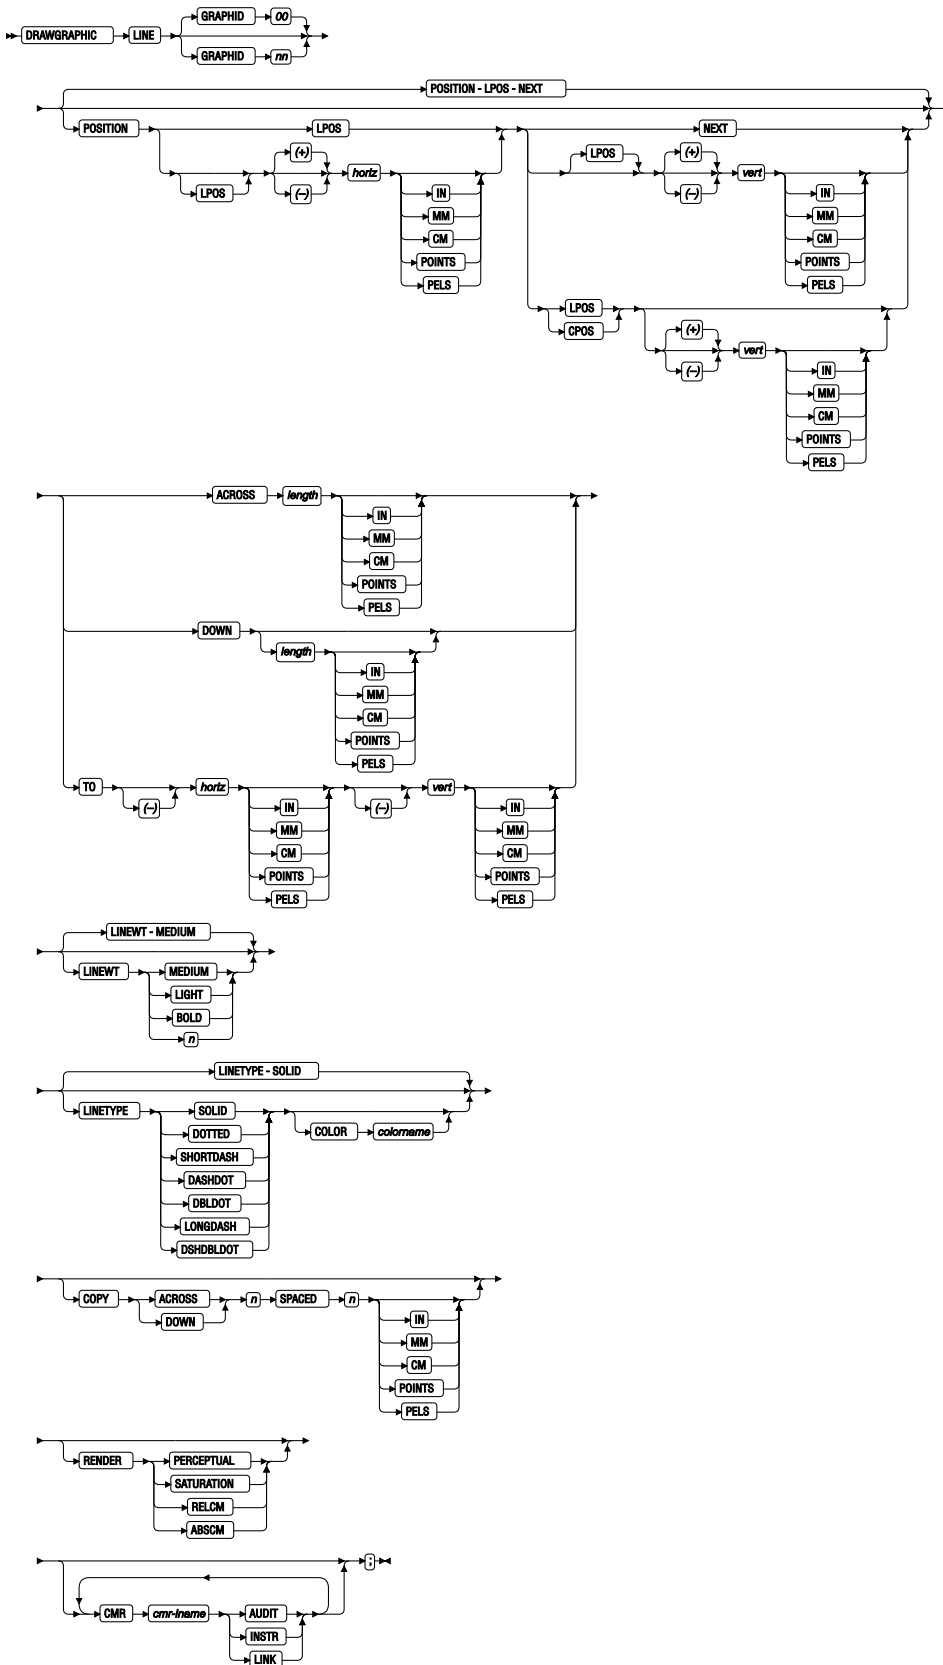 GRAPHID 00
DRAWGRAPHIC LINE
GRAPHID nn
POSITION - LPOS - NEXT
POSITION LPOS NEXT
(+) LPOS (+)
horiz vert
LPOS (–) IN (–) IN
MM MM
CM CM
POINTS POINTS
PELS PELS
LPOS
CPOS (+)
vert
(–) IN
MM
CM
POINTS
PELS
ACROSS length
IN
MM
CM
POINTS
PELS
DOWN
length
IN
MM
CM
POINTS
PELS
TO horiz vert
(–) IN (–) IN
MM MM
CM CM
POINTS POINTS
PELS PELS
LINEWT - MEDIUM
LINEWT MEDIUM
LIGHT
BOLD
n
LINETYPE - SOLID
LINETYPE SOLID
DOTTED COLOR colorname
SHORTDASH
DASHDOT
DBLDOT
LONGDASH
DSHDBLDOT
COPY ACROSS n SPACED n
DOWN IN
MM
CM
POINTS
PELS
RENDER PERCEPTUAL
SATURATION
RELCM
ABSCM
;
CMR cmr-lname AUDIT
INSTR
LINK